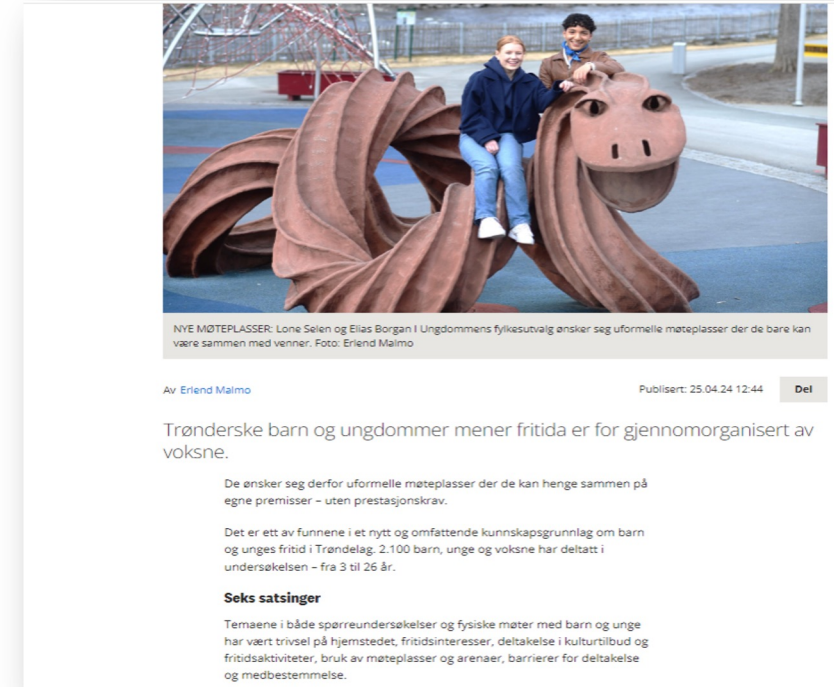 NYE MØTEPLASSER: Lone Selen og Elias Borgan I Ungdommens fylkesutvalg ønsker seg uformelle møteplasser der de bare kan
være sammen med venner. Foto: Erlend Malmo
Av Erlend Malmo
Publisert: 25.04.24 12:44
Del
Trønderske barn og ungdommer mener fritida er for gjennomorganisert av
voksne.
De ønsker seg derfor uformelle møteplasser der de kan henge sammen på
egne premisser – uten prestasjonskrav.
Det er ett av funnene i et nytt og omfattende kunnskapsgrunnlag om barn
og unges fritid i Trøndelag. 2.100 barn, unge og voksne har deltatt i
undersøkelsen – fra 3 til 26 år.
Seks satsinger
Temaene i både spørreundersøkelser og fysiske møter med barn og unge
har vært trivsel på hjemstedet, fritidsinteresser, deltakelse i kulturtilbud og
fritidsaktiviteter, bruk av møteplasser og arenaer, barrierer for deltakelse
og medbestemmelse.